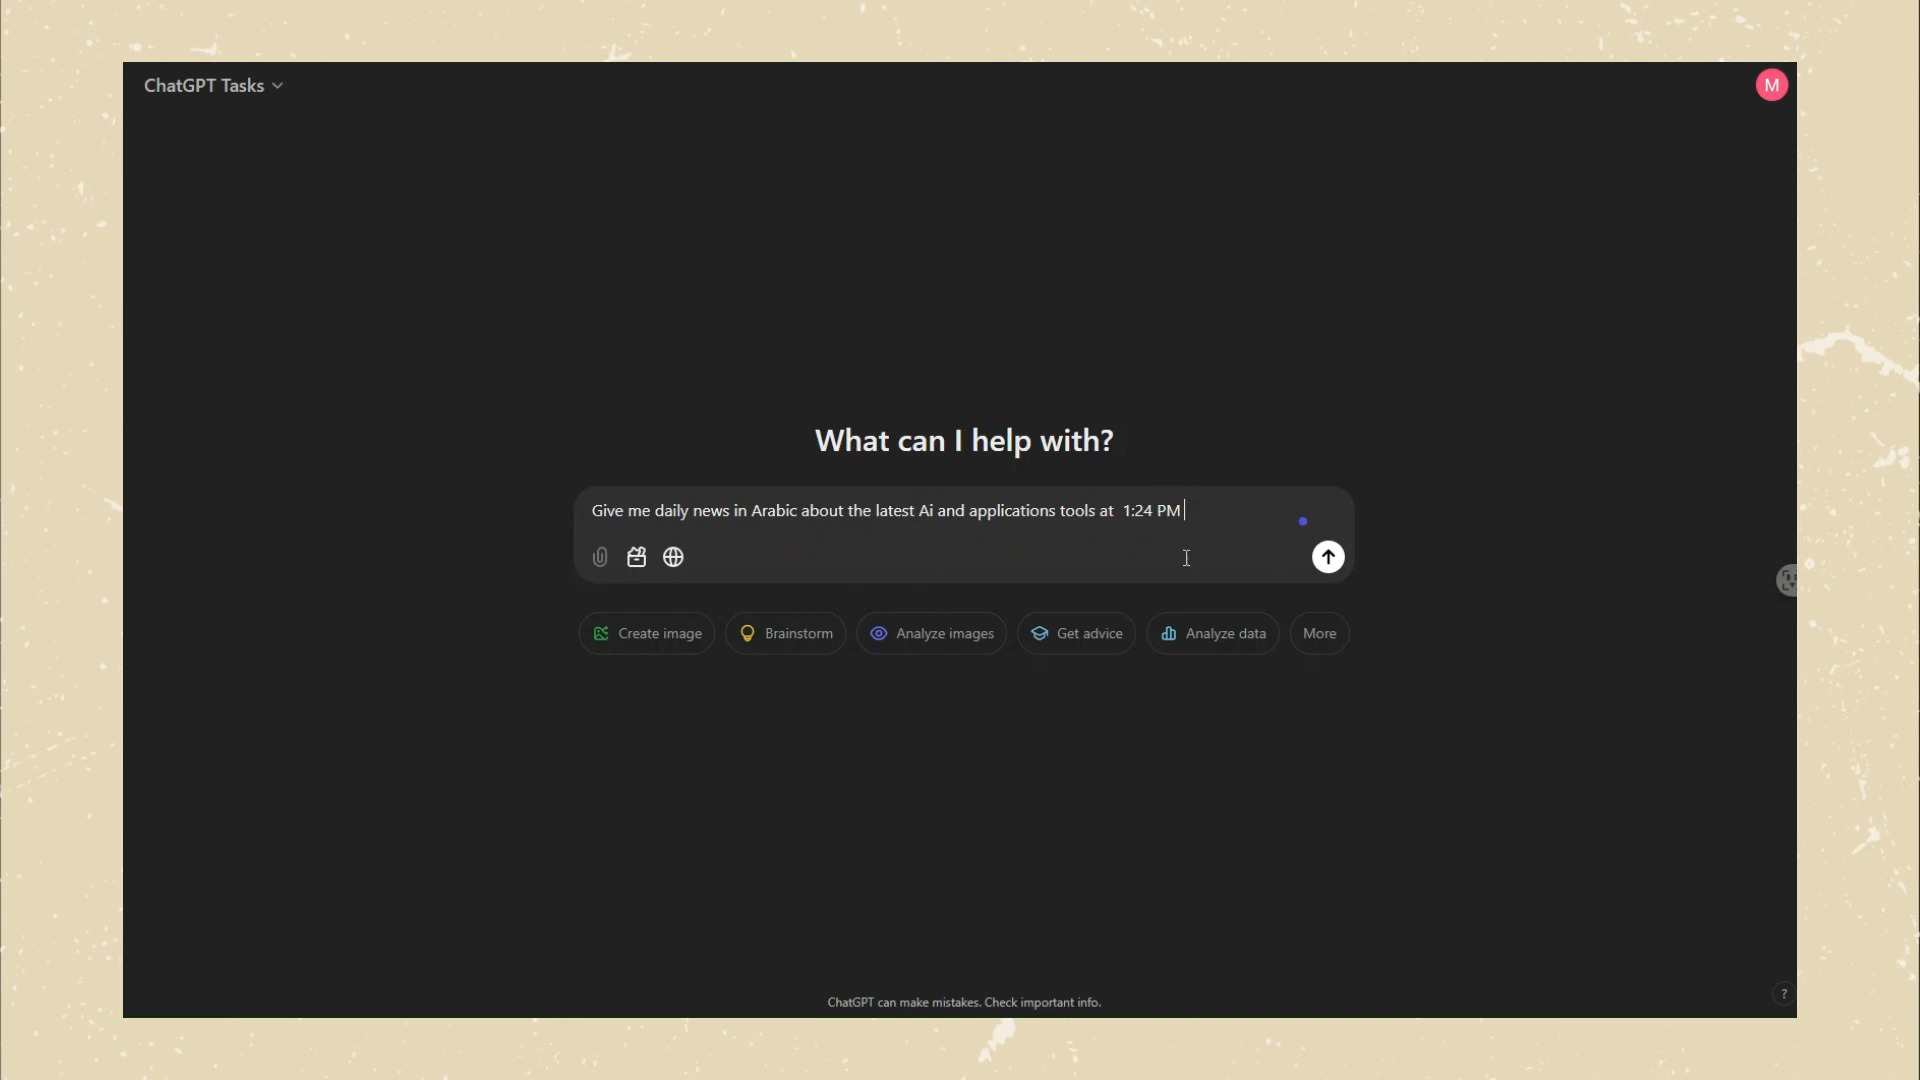 ChatGPT Tasks
M
What can I help with?
Give me daily news in Arabic about the latest Ai and applications tools at  1:24 PM
Create image
Brainstorm
Analyze images
Get advice
Analyze data
More
ChatGPT can make mistakes. Check important info.
?